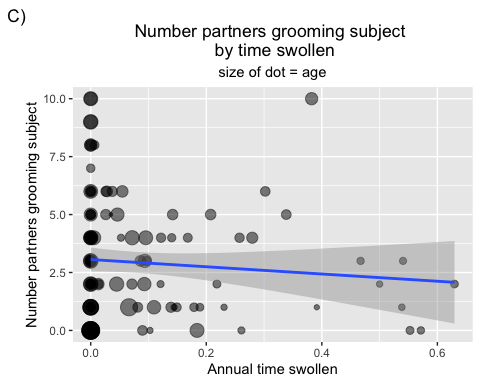 C)
Number partners grooming subject
by time swollen
size of dot = age
Number partners grooming subject
10.0
7.5
5.0
2.5
0.0
0.0 0.2 0.4 0.6
Annual time swollen